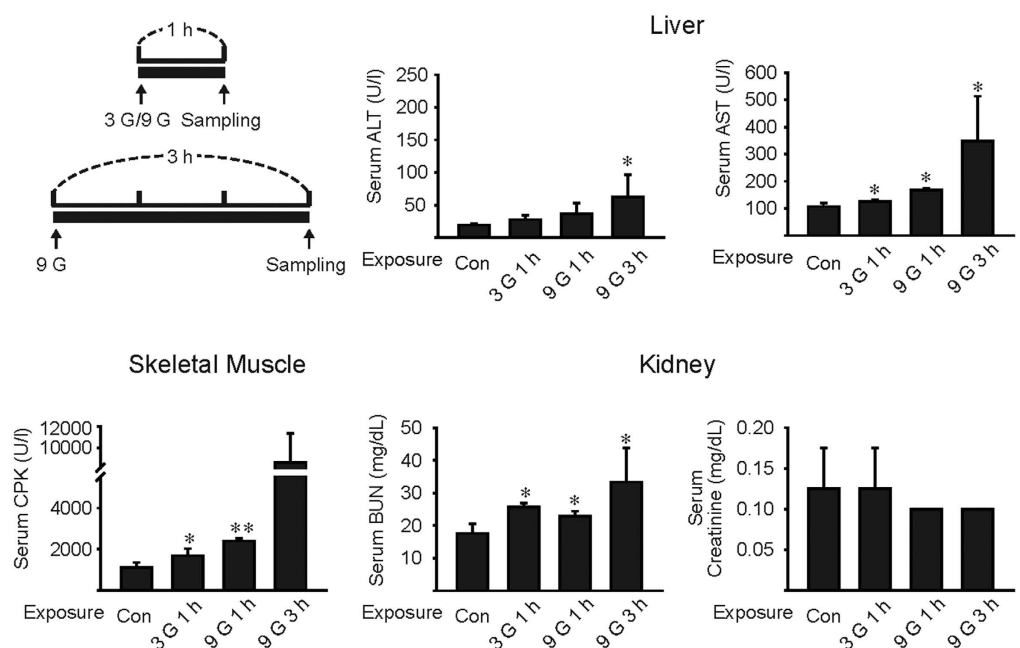 1 h
3 G/9 G Sampling
3 h
9 G Sampling
Liver
Serum ALT (U/l)
250
200
150
100
50
*
Exposure Con 3 G 1 h 9 G 1 h 9 G 3 h
Serum AST (U/l)
600
500
400
300
200
100
* * *
Exposure Con 3 G 1 h 9 G 1 h 9 G 3 h
Skeletal Muscle
Serum CPK (U/l)
12000
10000
4000
2000
* **
Exposure Con 3 G 1 h 9 G 1 h 9 G 3 h
Kidney
Serum BUN (mg/dL)
50
40
30
20
10
* * *
Exposure Con 3 G 1 h 9 G 1 h 9 G 3 h
Serum
Creatinine (mg/dL)
0.20
0.15
0.10
0.05
Exposure Con 3 G 1 h 9 G 1 h 9 G 3 h